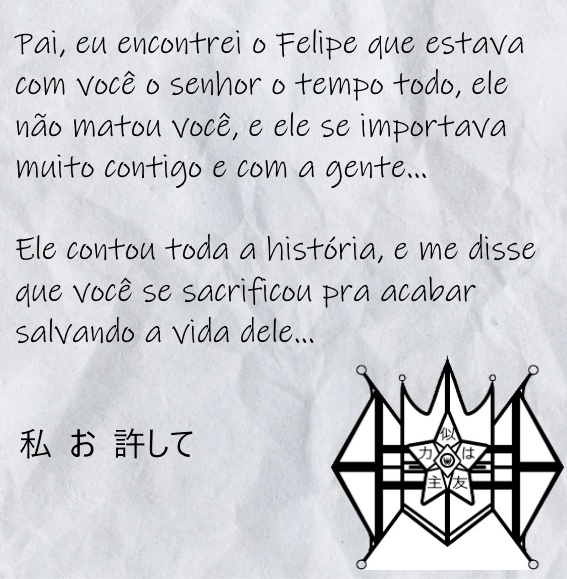 Pai, eu encontrei o Felipe que estava
com você o senhor o tempo todo, ele
não matou você, e ele se importava
muito contigo e com a gente...
Ele contou toda a história, e me disse
que você se sacrificou pra acabar
salvando a vida dele...
私 お 許して
似
力 は
主 友